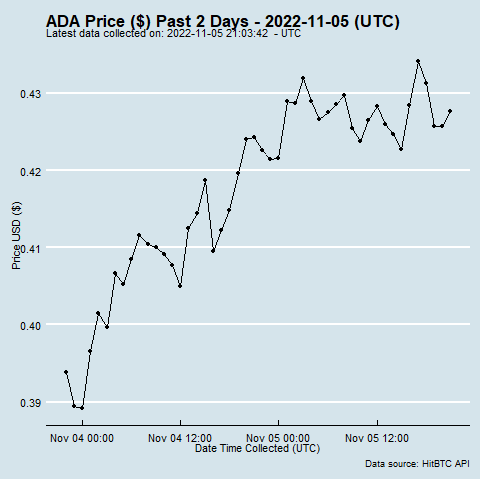 ADA Price ($) Past 2 Days - 2022-11-05 (UTC)
Latest data collected on: 2022-11-05 21:03:42 - UTC
Price USD ($)
0.43
0.42
0.41
0.40
0.39
Nov 04 00:00 Nov 04 12:00 Nov 05 00:00 Nov 05 12:00
Date Time Collected (UTC)
Data source: HitBTC API